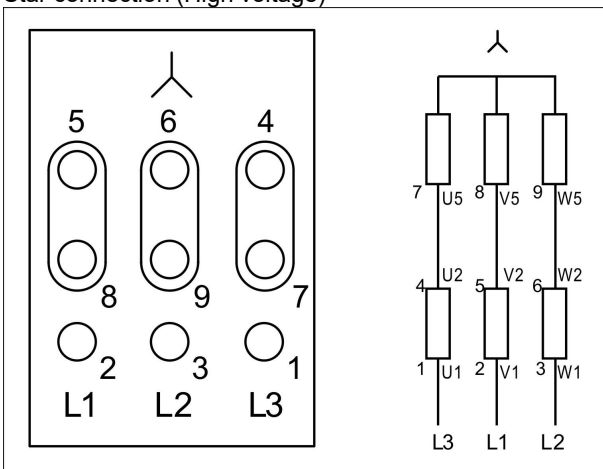 Star connection (High voltage)
5 6 4
8 9 7
2 3 1
L1 L2 L3
7 U5 8 V5 9 W5
4 U2 5 V2 6 W2
1 U1 2 V1 3 W1
L3 L1 L2